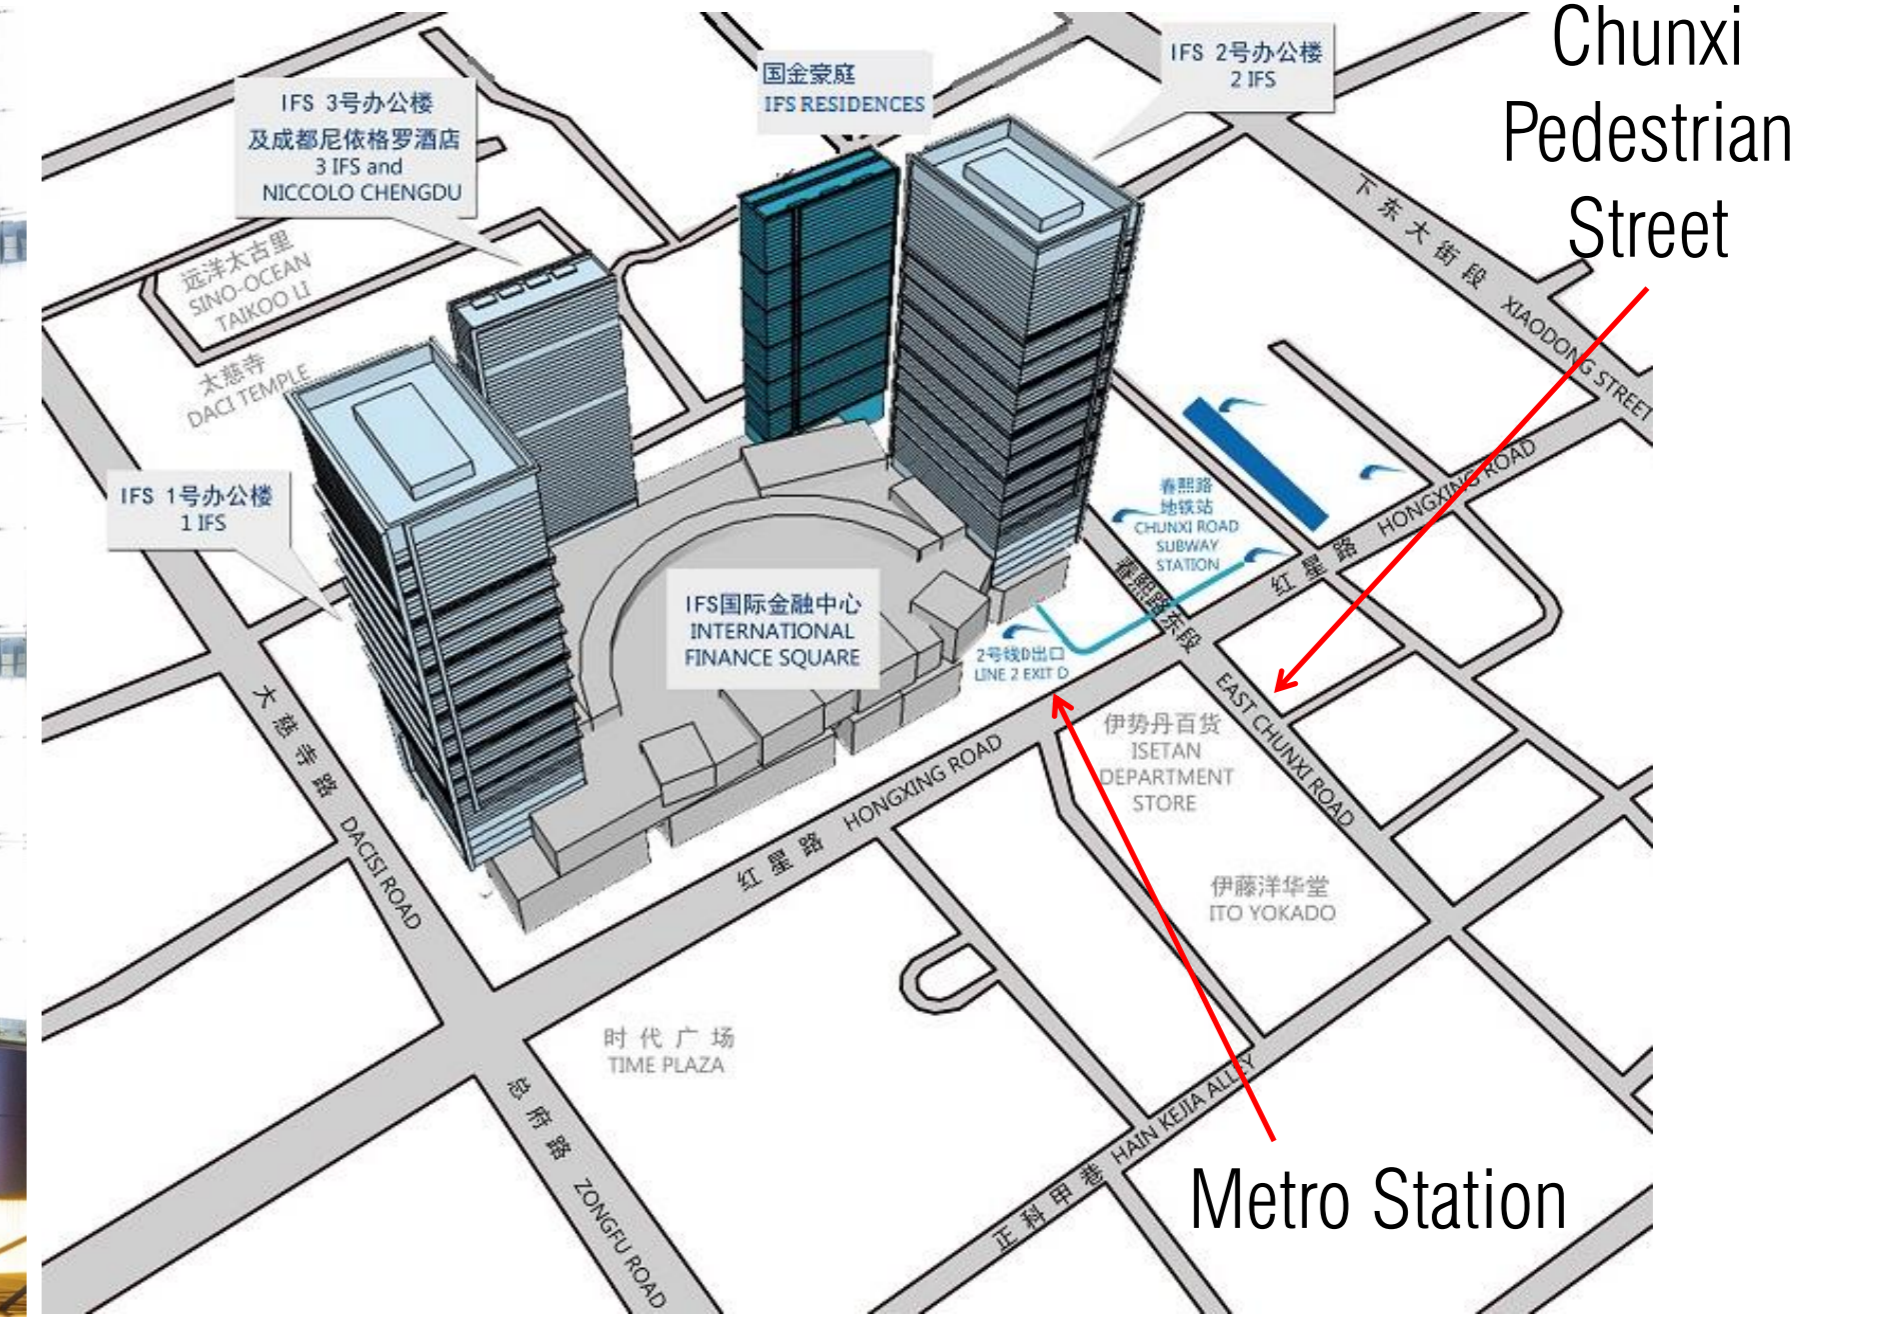 Chunxi
Pedestrian
Street
IFS 2号办公楼
2 IFS
国金豪庭
IFS RESIDENCES
IFS 3号办公楼
及成都尼依格罗酒店
3 IFS and
NICCOLO CHENGDU
下东大街段 XIAODONG STREET
远洋太古里
SINO-OCEAN
TAIKOO LI
太慈寺
DACI TEMPLE
IFS 1号办公楼
1 IFS
春熙路
地铁站
CHUNXI ROAD
SUBWAY
STATION
红星路 HONGXING ROAD
春熙路东段 EAST CHUNXI ROAD
IFS国际金融中心
INTERNATIONAL
FINANCE SQUARE
2号线D出口
LINE 2 EXIT D
伊势丹百货
ISETAN
DEPARTMENT
STORE
红星路 HONGXING ROAD
大慈寺路 DACISI ROAD
伊藤洋华堂
ITO YOKADO
时代广场
TIME PLAZA
总府路 ZONGFU ROAD
正科甲巷 HAIN KEJIA ALLEY
Metro Station